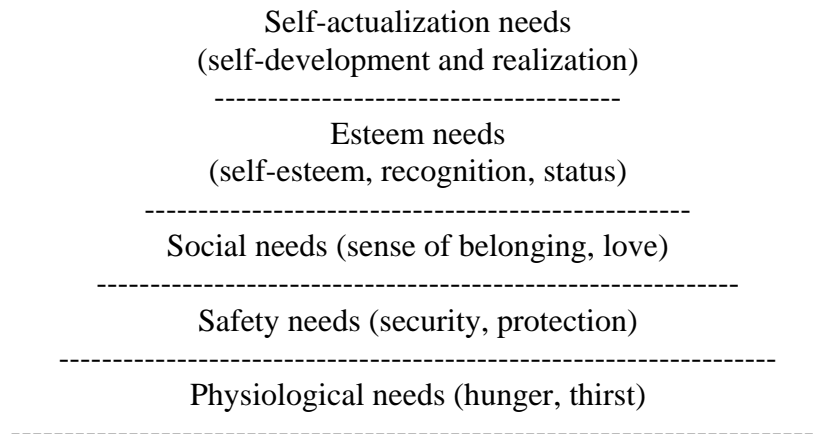 Self-actualization needs
(self-development and realization)
--------------------------------------
Esteem needs
(self-esteem, recognition, status)
---------------------------------------------------
Social needs (sense of belonging, love)
------------------------------------------------------------
Safety needs (security, protection)
-------------------------------------------------------------------
Physiological needs (hunger, thirst)
---------------------------------------------------------------------------